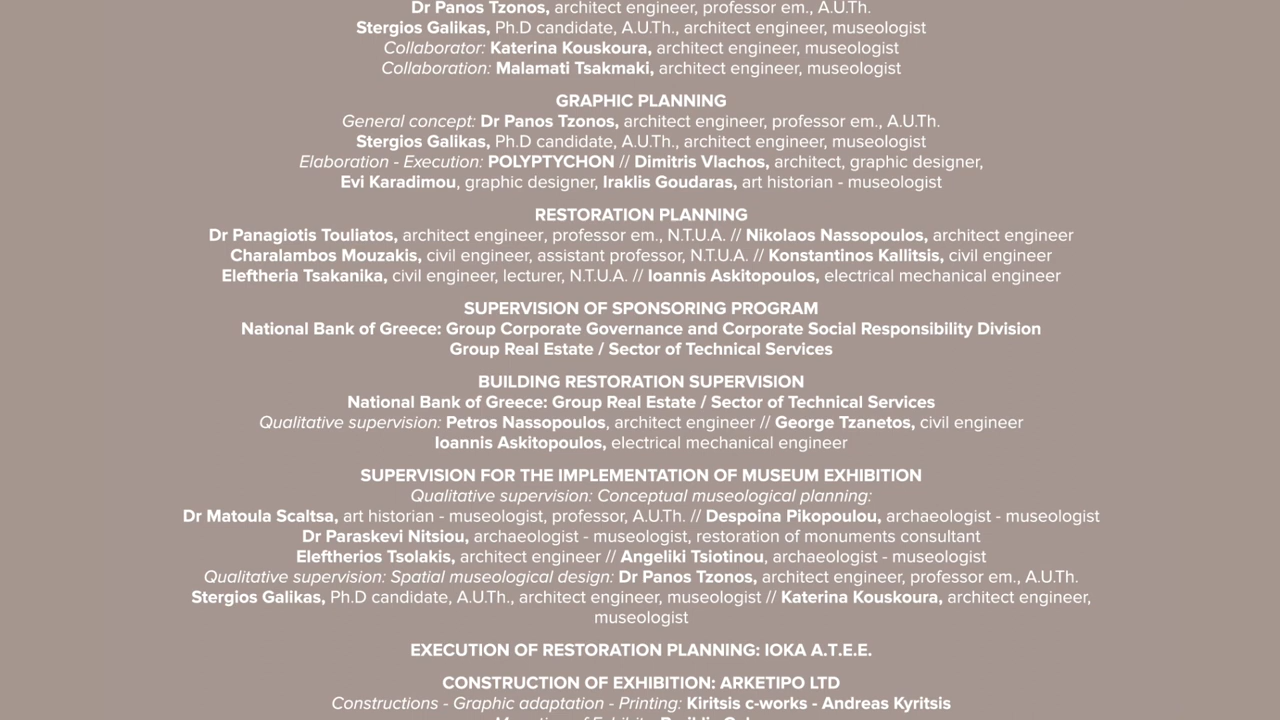 Dr Panos Tzonos, architect engineer, professor em., A.U.Th.
Stergios Galikas, Ph.D candidate, A.U.Th., architect engineer, museologist
Collaborator: Katerina Kouskoura, architect engineer, museologist
Collaboration: Malamati Tsakmaki, architect engineer, museologist
GRAPHIC PLANNING
General concept: Dr Panos Tzonos, architect engineer, professor em., A.U.Th.
Stergios Galikas, Ph.D candidate, A.U.Th., architect engineer, museologist
Elaboration - Execution: POLYPTYCHON // Dimitris Vlachos, architect, graphic designer,
Evi Karadimou, graphic designer, Iraklis Goudaras, art historian - museologist
RESTORATION PLANNING
Dr Panagiotis Touliatos, architect engineer, professor em., N.T.U.A. // Nikolaos Nassopoulos, architect engineer
Charalambos Mouzakis, civil engineer, assistant professor, N.T.U.A. // Konstantinos Kallitsis, civil engineer
Eleftheria Tsakanika, civil engineer, lecturer, N.T.U.A. // Ioannis Askitopoulos, electrical mechanical engineer
SUPERVISION OF SPONSORING PROGRAM
National Bank of Greece: Group Corporate Governance and Corporate Social Responsibility Division
Group Real Estate / Sector of Technical Services
BUILDING RESTORATION SUPERVISION
National Bank of Greece: Group Real Estate / Sector of Technical Services
Qualitative supervision: Petros Nassopoulos, architect engineer // George Tzanetos, civil engineer
Ioannis Askitopoulos, electrical mechanical engineer
SUPERVISION FOR THE IMPLEMENTATION OF MUSEUM EXHIBITION
Qualitative supervision: Conceptual museological planning:
Dr Matoula Scaltsa, art historian - museologist, professor, A.U.Th. // Despoina Pikopoulou, archaeologist - museologist
Dr Paraskevi Nitsiou, archaeologist - museologist, restoration of monuments consultant
Eleftherios Tsolakis, architect engineer // Angeliki Tsiotinou, archaeologist - museologist
Qualitative supervision: Spatial museological design: Dr Panos Tzonos, architect engineer, professor em., A.U.Th.
Stergios Galikas, Ph.D candidate, A.U.Th., architect engineer, museologist // Katerina Kouskoura, architect engineer,
museologist
EXECUTION OF RESTORATION PLANNING: IOKA A.T.E.E.
CONSTRUCTION OF EXHIBITION: ARKETIPO LTD
Constructions - Graphic adaptation - Printing: Kiritsis c-works - Andreas Kyritsis